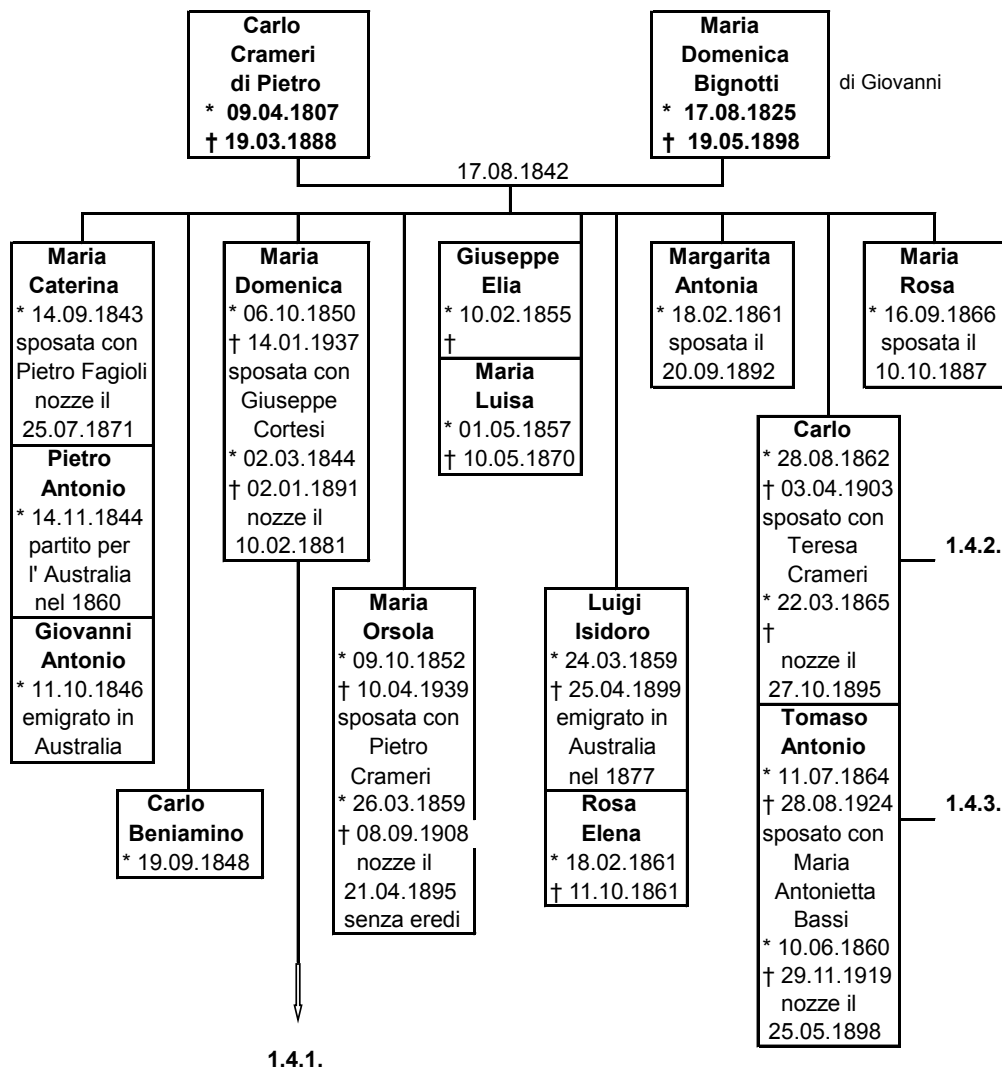 Carlo
Crameri
di Pietro
* 09.04.1807
† 19.03.1888
Maria
Domenica
Bignotti
* 17.08.1825
† 19.05.1898
di Giovanni
17.08.1842
Maria
Caterina
* 14.09.1843
sposata con
Pietro Fagioli
nozze il
25.07.1871
Pietro
Antonio
* 14.11.1844
partito per
l' Australia
nel 1860
Giovanni
Antonio
* 11.10.1846
emigrato in
Australia
Carlo
Beniamino
* 19.09.1848
Maria
Domenica
* 06.10.1850
† 14.01.1937
sposata con
Giuseppe
Cortesi
* 02.03.1844
† 02.01.1891
nozze il
10.02.1881
1.4.1.
Maria
Orsola
* 09.10.1852
† 10.04.1939
sposata con
Pietro
Crameri
* 26.03.1859
† 08.09.1908
nozze il
21.04.1895
senza eredi
Giuseppe
Elia
* 10.02.1855
†
Maria
Luisa
* 01.05.1857
† 10.05.1870
Luigi
Isidoro
* 24.03.1859
† 25.04.1899
emigrato in
Australia
nel 1877
Rosa
Elena
* 18.02.1861
† 11.10.1861
Margarita
Antonia
* 18.02.1861
sposata il
20.09.1892
Carlo
* 28.08.1862
† 03.04.1903
sposato con
Teresa
Crameri
* 22.03.1865
†
nozze il
27.10.1895
1.4.2.
Tomaso
Antonio
* 11.07.1864
† 28.08.1924
sposato con
Maria
Antonietta
Bassi
* 10.06.1860
† 29.11.1919
nozze il
25.05.1898
1.4.3.
Maria
Rosa
* 16.09.1866
sposata il
10.10.1887